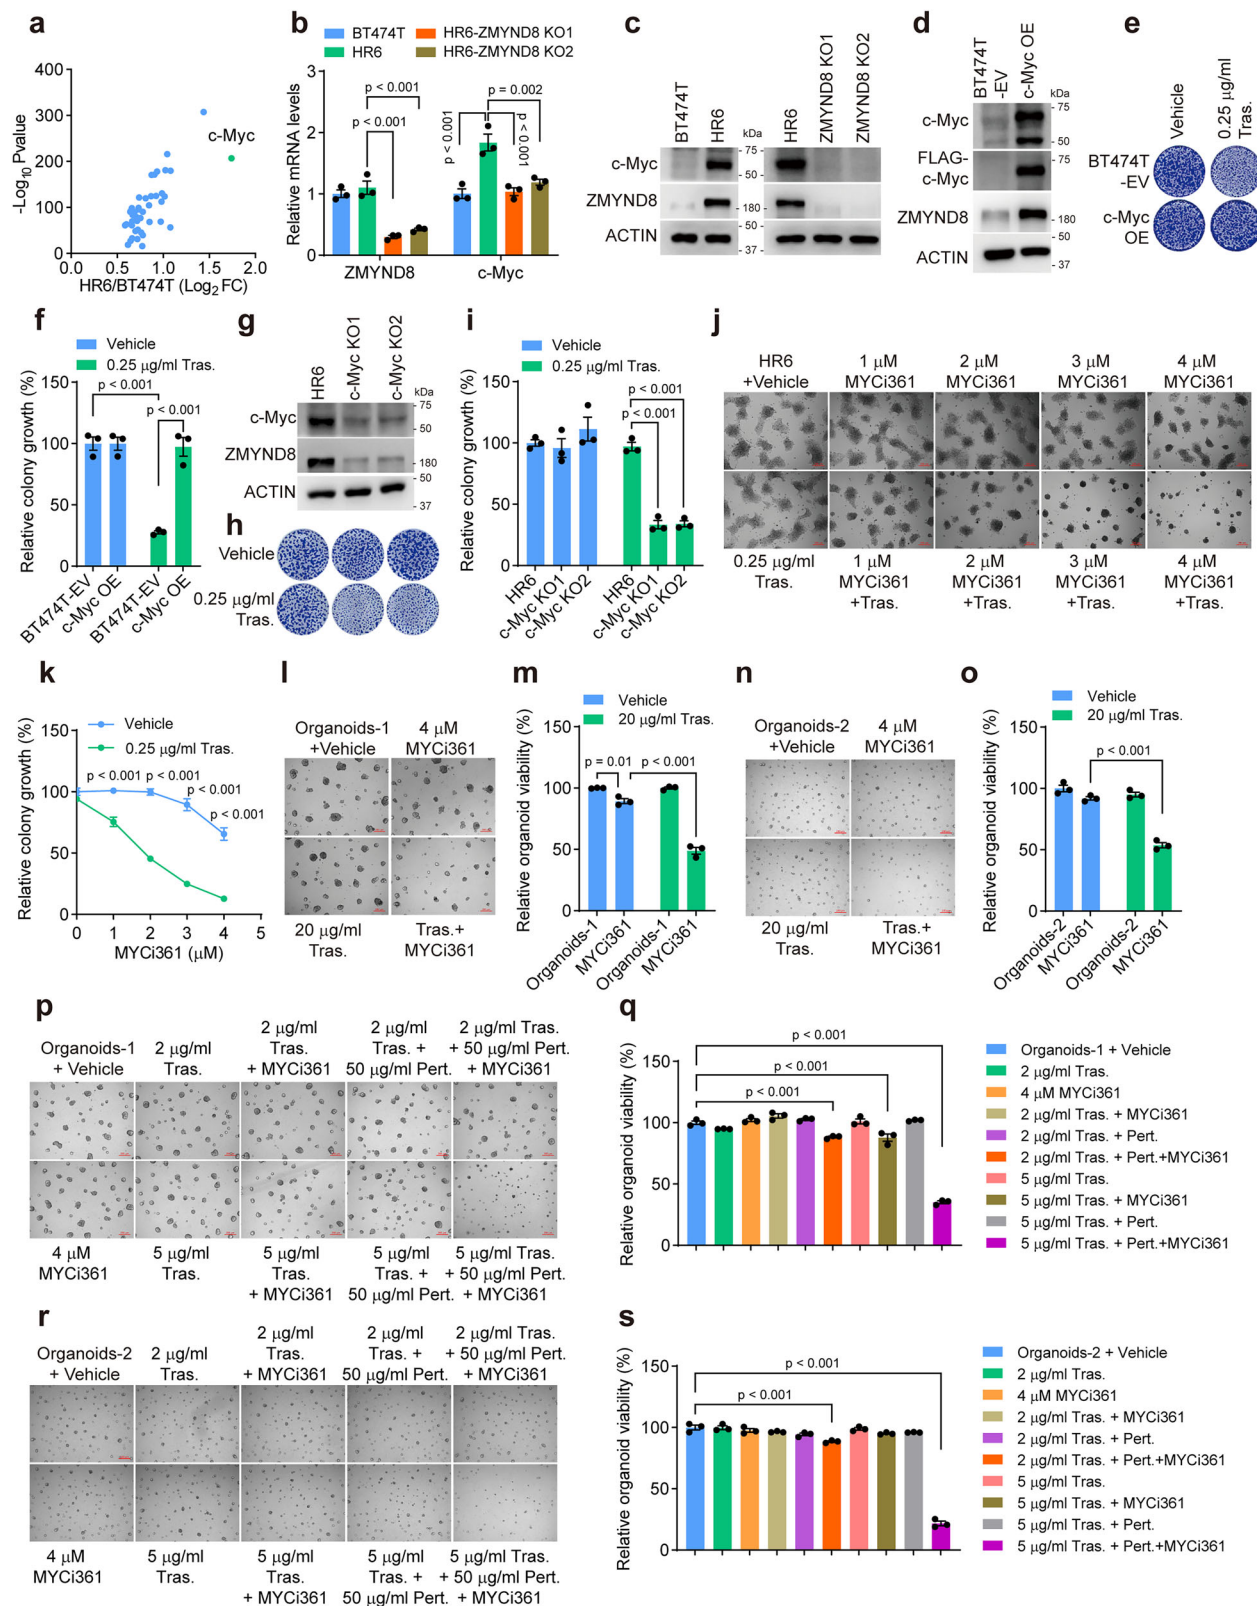 a
400
300
200
100
0
-Log10 Pvalue
c-Myc
0.0 0.5 1.0 1.5 2.0
HR6/BT474T (Log2 FC)
b
BT474T
HR6
HR6-ZMYND8 KO1
HR6-ZMYND8 KO2
Relative mRNA levels
3
2
1
0
p < 0.001
p < 0.001
p < 0.001
p = 0.002
p < 0.001
ZMYND8 c-Myc
c
BT474T
HR6
kDa
HR6
ZMYND8 KO1
ZMYND8 KO2
c-Myc
75
50
ZMYND8
180
ACTIN
37
d
BT474T
-EV
c-Myc OE
kDa
c-Myc
75
50
FLAG-
c-Myc
75
50
ZMYND8
180
ACTIN
50
37
e
Vehicle
0.25 μg/ml
Tras.
BT474T
-EV
c-Myc
OE
f
Vehicle
0.25 μg/ml Tras.
Relative colony growth (%)
150
100
50
0
p < 0.001
p < 0.001
BT474T-EV
c-Myc OE
BT474T-EV
c-Myc OE
g
HR6
c-Myc KO1
c-Myc KO2
kDa
c-Myc
75
50
ZMYND8
180
ACTIN
50
37
h
Vehicle
0.25 μg/ml
Tras.
i
Vehicle
0.25 μg/ml Tras.
Relative colony growth (%)
150
100
50
0
p < 0.001
p < 0.001
HR6
c-Myc KO1
c-Myc KO2
HR6
c-Myc KO1
c-Myc KO2
j
HR6
+Vehicle
1 μM
MYCi361
2 μM
MYCi361
3 μM
MYCi361
4 μM
MYCi361
0.25 μg/ml
Tras.
1 μM
MYCi361
+Tras.
2 μM
MYCi361
+Tras.
3 μM
MYCi361
+Tras.
4 μM
MYCi361
+Tras.
k
Vehicle
0.25 μg/ml Tras.
Relative colony growth (%)
150
100
50
0
p < 0.001
p < 0.001
p < 0.001
0 1 2 3 4 5
MYCi361 (μM)
l
Organoids-1
+Vehicle
4 μM
MYCi361
20 μg/ml
Tras.
Tras.+
MYCi361
m
Vehicle
20 μg/ml Tras.
Relative organoid viability (%)
150
100
50
0
p = 0.01
p < 0.001
Organoids-1
MYCi361
Organoids-1
MYCi361
n
Organoids-2
+Vehicle
4 μM
MYCi361
20 μg/ml
Tras.
Tras.+
MYCi361
o
Vehicle
20 μg/ml Tras.
Relative organoid viability (%)
150
100
50
0
p < 0.001
Organoids-2
MYCi361
Organoids-2
MYCi361
p
Organoids-1
+ Vehicle
2 μg/ml
Tras.
2 μg/ml
Tras.
+ MYCi361
2 μg/ml
Tras. +
50 μg/ml Pert.
2 μg/ml Tras.
+ 50 μg/ml Pert.
+ MYCi361
4 μM
MYCi361
5 μg/ml
Tras.
5 μg/ml
Tras.
+ MYCi361
5 μg/ml
Tras. +
50 μg/ml Pert.
5 μg/ml Tras.
+ 50 μg/ml Pert.
+ MYCi361
q
Relative organoid viability (%)
150
100
50
0
p < 0.001
p < 0.001
p < 0.001
Organoids-1 + Vehicle
2 μg/ml Tras.
4 μM MYCi361
2 μg/ml Tras. + MYCi361
2 μg/ml Tras. + Pert.
2 μg/ml Tras. + Pert.+MYCi361
5 μg/ml Tras.
5 μg/ml Tras. + MYCi361
5 μg/ml Tras. + Pert.
5 μg/ml Tras. + Pert.+MYCi361
r
Organoids-2
+ Vehicle
2 μg/ml
Tras.
2 μg/ml
Tras.
+ MYCi361
2 μg/ml
Tras. +
50 μg/ml Pert.
2 μg/ml Tras.
+ 50 μg/ml Pert.
+ MYCi361
4 μM
MYCi361
5 μg/ml
Tras.
5 μg/ml
Tras.
+ MYCi361
5 μg/ml
Tras. +
50 μg/ml Pert.
5 μg/ml Tras.
+ 50 μg/ml Pert.
+ MYCi361
s
Relative organoid viability (%)
150
100
50
0
p < 0.001
p < 0.001
Organoids-2 + Vehicle
2 μg/ml Tras.
4 μM MYCi361
2 μg/ml Tras. + MYCi361
2 μg/ml Tras. + Pert.
2 μg/ml Tras. + Pert.+MYCi361
5 μg/ml Tras.
5 μg/ml Tras. + MYCi361
5 μg/ml Tras. + Pert.
5 μg/ml Tras. + Pert.+MYCi361